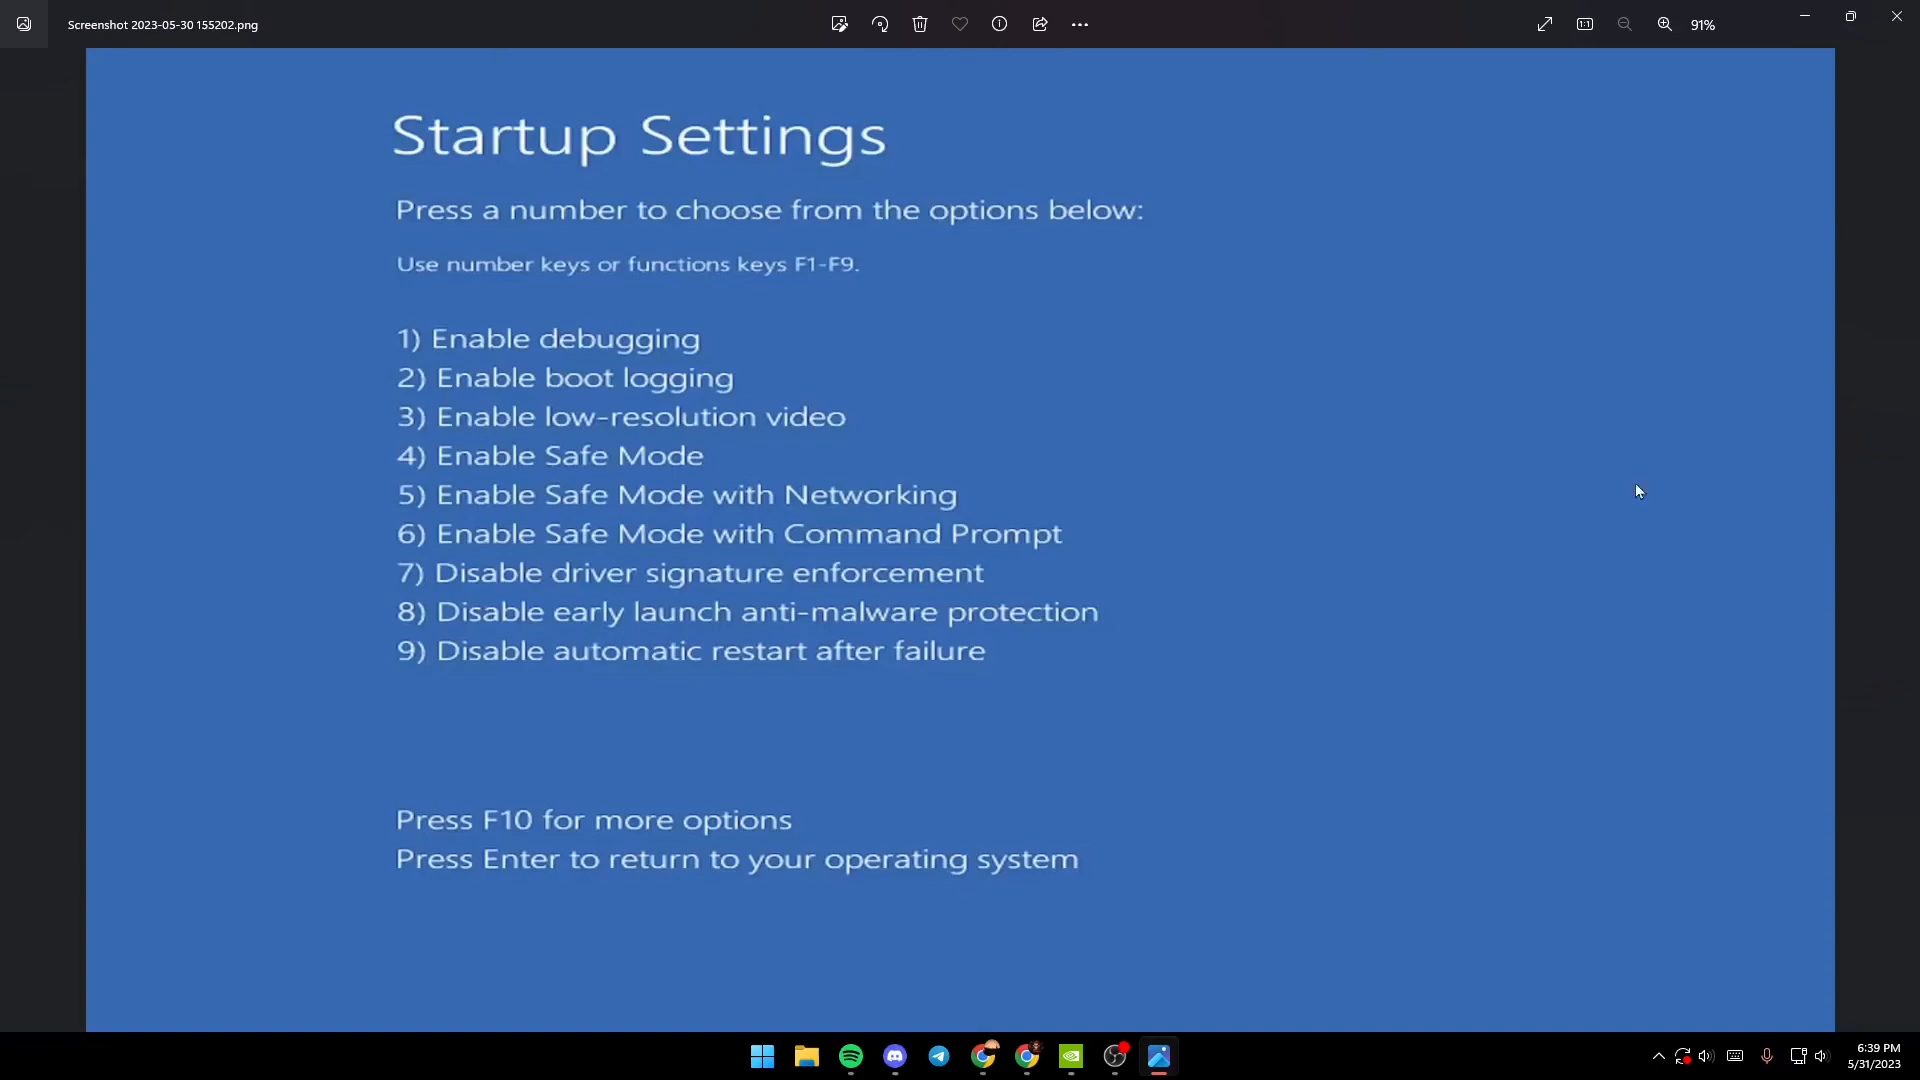 Screenshot 2023-05-30 155202.png
91%
Startup Settings
Press a number to choose from the options below:
Use number keys or functions keys F1-F9.
1) Enable debugging
2) Enable boot logging
3) Enable low-resolution video
4) Enable Safe Mode
5) Enable Safe Mode with Networking
6) Enable Safe Mode with Command Prompt
7) Disable driver signature enforcement
8) Disable early launch anti-malware protection
9) Disable automatic restart after failure
Press F10 for more options
Press Enter to return to your operating system
6:39 PM
5/31/2023